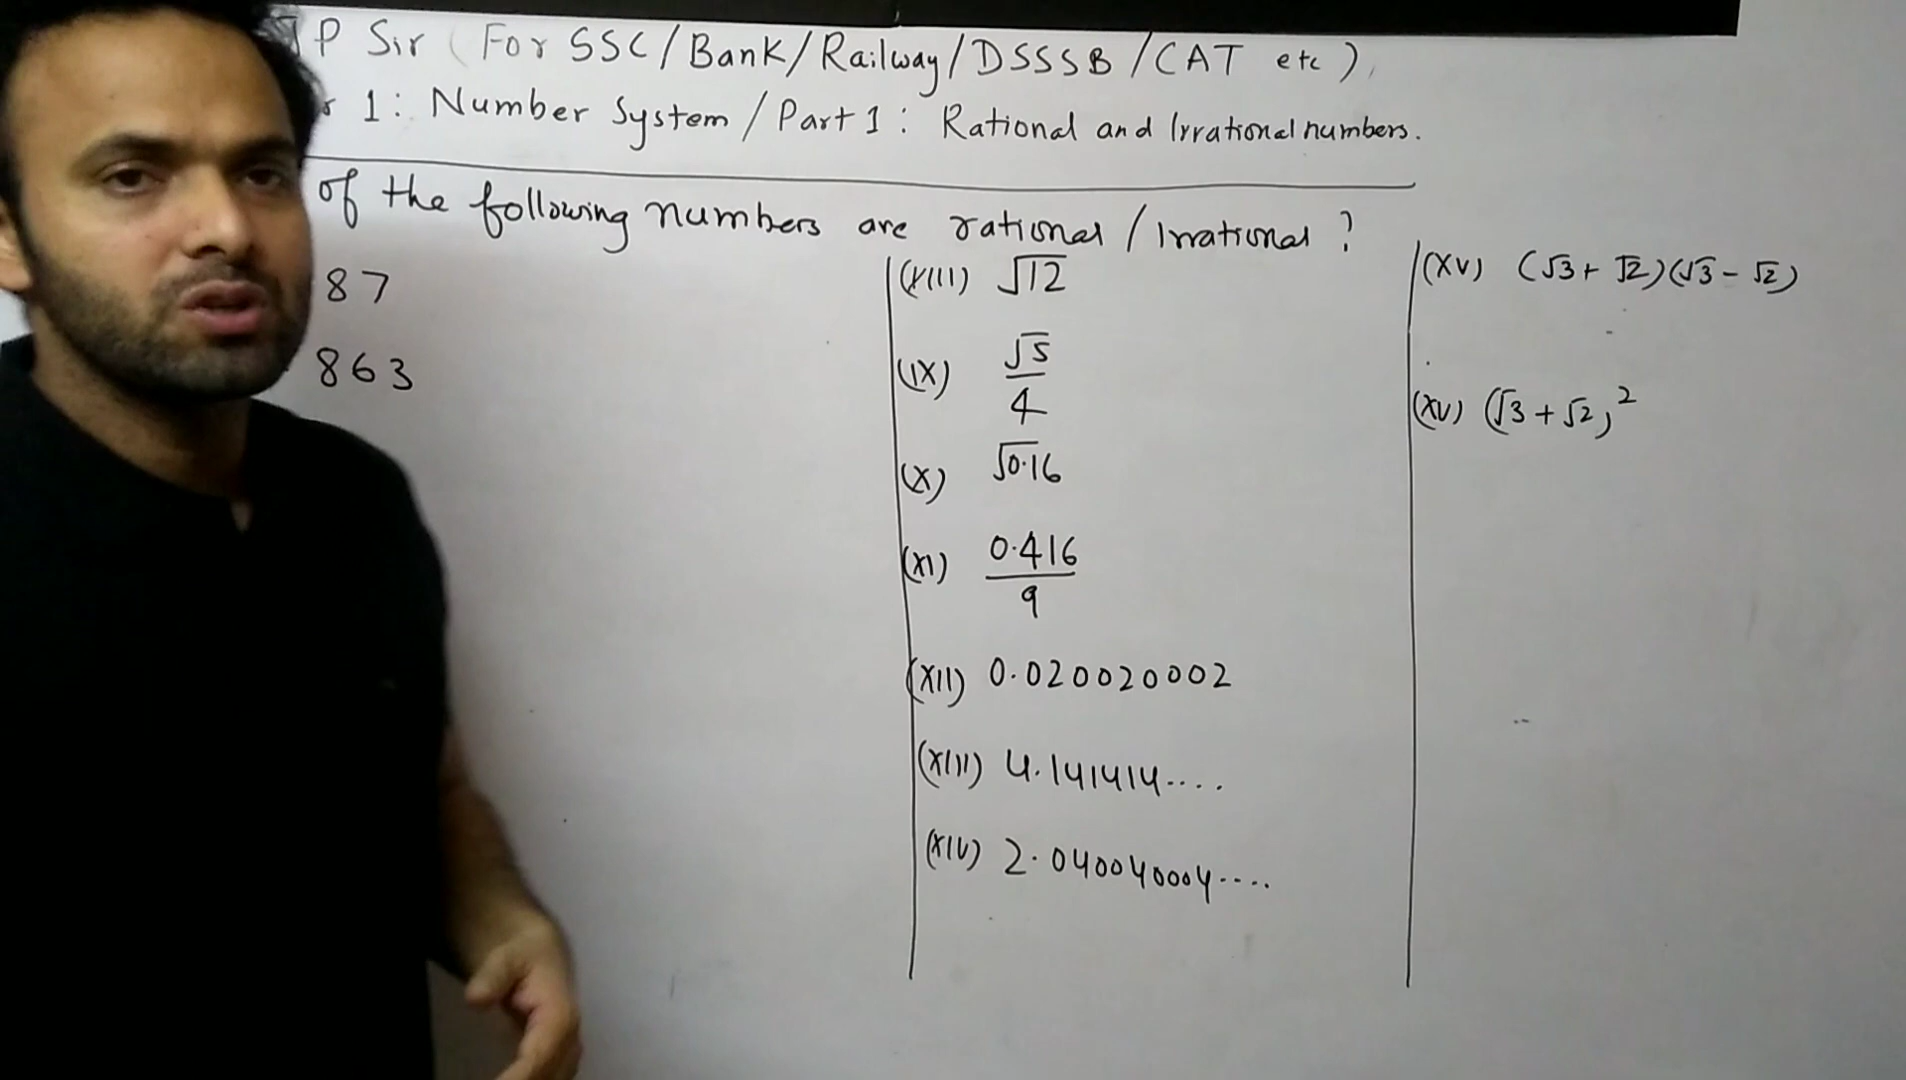 P Sir (For SSC/Bank/Railway/DSSSB/CAT etc)
1: Number System/Part 1: Rational and Irrational numbers.
of the following numbers are rational/Irrational?
87
863
(XIII) √12
(IX) √5/4
(X) √0.16
(XI) 0.416/9
(XII) 0.020020002
(XIII) 4.141414....
(XIV) 2.040040004....
(XV) (√3+√2)(√3-√2)
(XV) (√3+√2)²